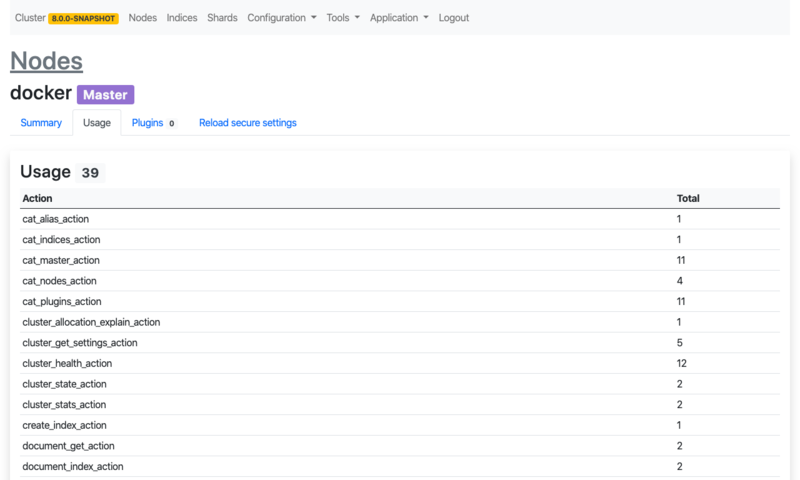 Cluster 8.0.0-SNAPSHOT Nodes Indices Shards Configuration Tools Application Logout
Nodes
docker Master
Summary Usage Plugins 0 Reload secure settings
Usage 39
Action Total
cat_alias_action 1
cat_indices_action 1
cat_master_action 11
cat_nodes_action 4
cat_plugins_action 11
cluster_allocation_explain_action 1
cluster_get_settings_action 5
cluster_health_action 12
cluster_state_action 2
cluster_stats_action 2
create_index_action 1
document_get_action 2
document_index_action 2